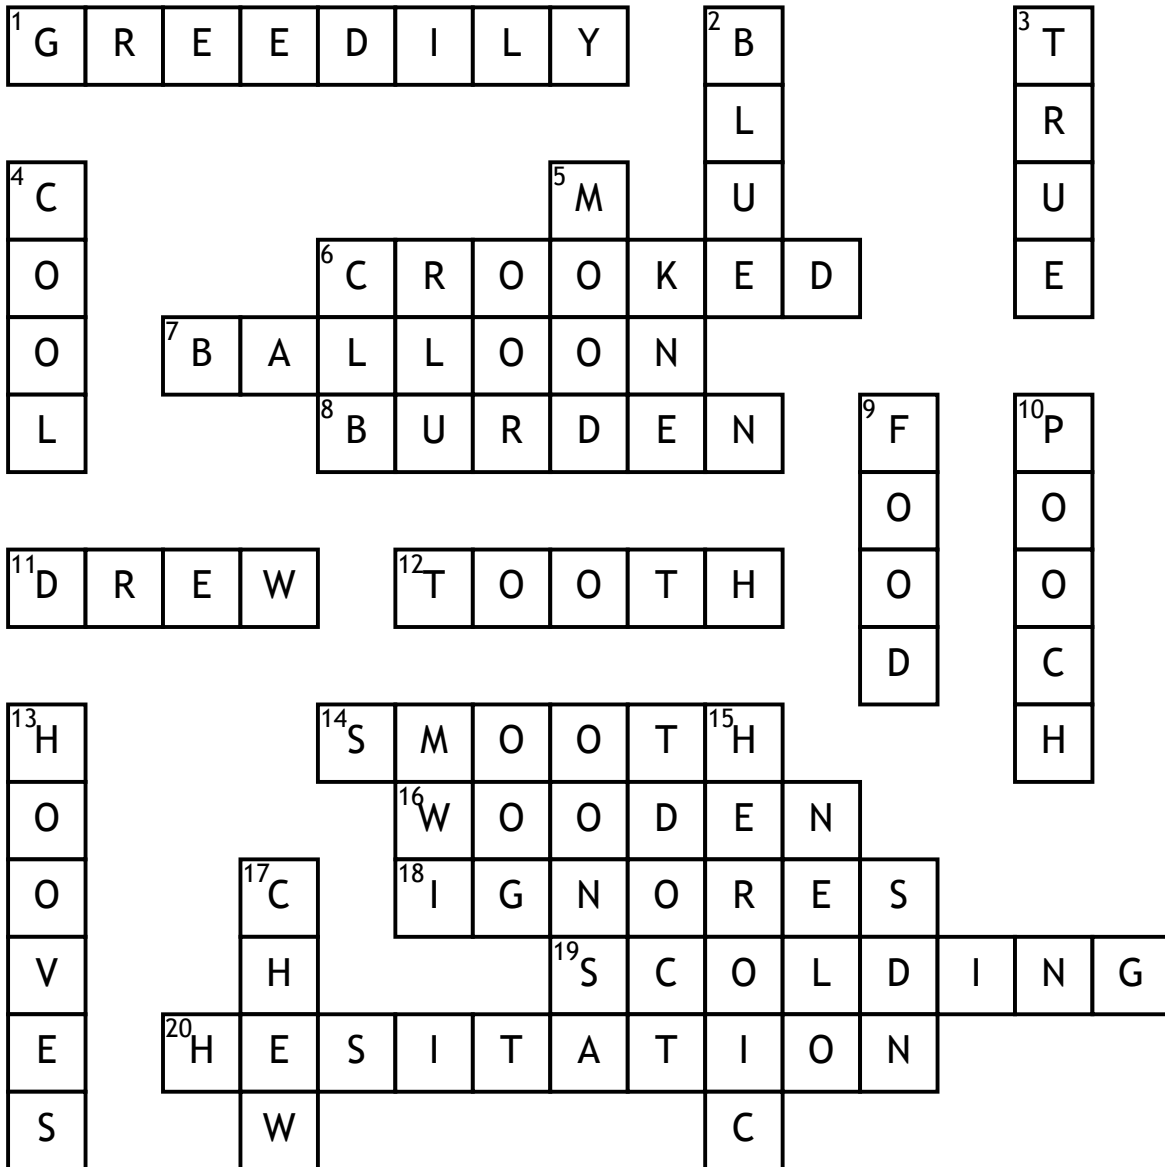 1 G R E E D I L Y 2 B 3 T
L R
4 C 5 M U U
O 6 C R O O K E D E
O 7 B A L L O O N
L 8 B U R D E N 9 F 10 P
O O
11 D R E W 12 T O O T H O O
D C
13 H 14 S M O O T 15 H H
O 16 W O O D E N
O 17 C 18 I G N O R E S
V H 19 S C O L D I N G
E 20 H E S I T A T I O N
S W C